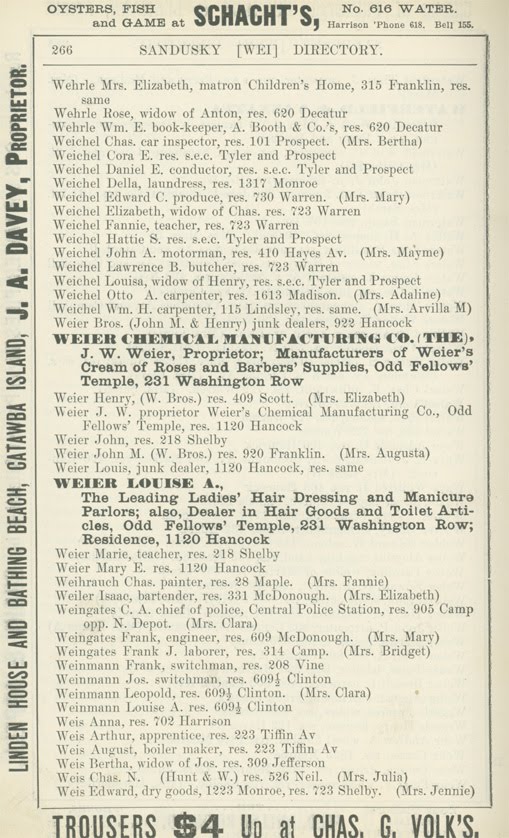 OYSTERS, FISH
and GAME at
SCHACHT'S,
No. 616 WATER.
Harrison 'Phone 618. Bell 155.
266 SANDUSKY [WEI] DIRECTORY.
Wehrle Mrs. Elizabeth, matron Children's Home, 315 Franklin, res.
same
Wehrle Rose, widow of Anton, res. 620 Decatur
Wehrle Wm. E. book-keeper, A. Booth & Co.'s, res. 620 Decatur
Weichel Chas. car inspector, res. 101 Prospect. (Mrs. Bertha)
Weichel Cora E. res. s.e.c. Tyler and Prospect
Weichel Daniel E. conductor, res. s.e.c. Tyler and Prospect
Weichel Della, laundress, res. 1317 Monroe
Weichel Edward C. produce, res. 730 Warren. (Mrs. Mary)
Weichel Elizabeth, widow of Chas. res. 723 Warren
Weichel Fannie, teacher, res. 723 Warren
Weichel Hattie S. res. s.e.c. Tyler and Prospect
Weichel John A. motorman, res. 410 Hayes Av. (Mrs. Mayme)
Weichel Lawrence B. butcher, res. 723 Warren
Weichel Louisa, widow of Henry, res. s.e.c. Tyler and Prospect
Weichel Otto A. carpenter, res. 1613 Madison. (Mrs. Adaline)
Weichel Wm. H. carpenter, 115 Lindsley, res. same. (Mrs. Arvilla M)
Weier Bros. (John M. & Henry) junk dealers, 922 Hancock
WEIER CHEMICAL MANUFACTURING CO. (THE),
J. W. Weier, Proprietor; Manufacturers of Weier's
Cream of Roses and Barbers' Supplies, Odd Fellows'
Temple, 231 Washington Row
Weier Henry, (W. Bros.) res. 409 Scott. (Mrs. Elizabeth)
Weier J. W. proprietor Weier's Chemical Manufacturing Co., Odd
Fellows' Temple, res. 1120 Hancock
Weier John, res. 218 Shelby
Weier John M. (W. Bros.) res. 920 Franklin. (Mrs. Augusta)
Weier Louis, junk dealer, 1120 Hancock, res. same
WEIER LOUISE A.,
The Leading Ladies' Hair Dressing and Manicure
Parlors; also, Dealer in Hair Goods and Toilet Arti-
cles, Odd Fellows' Temple, 231 Washington Row;
Residence, 1120 Hancock
Weier Marie, teacher, res. 218 Shelby
Weier Mary E. res. 1120 Hancock
Weihrauch Chas. painter, res. 28 Maple. (Mrs. Fannie)
Weiler Isaac, bartender, res. 331 McDonough. (Mrs. Elizabeth)
Weingates C. A. chief of police, Central Police Station, res. 905 Camp
opp. N. Depot. (Mrs. Clara)
Weingates Frank, engineer, res. 609 McDonough. (Mrs. Mary)
Weingates Frank J. laborer, res. 314 Camp. (Mrs. Bridget)
Weinmann Frank, switchman, res. 208 Vine
Weinmann Jos. switchman, res. 609½ Clinton
Weinmann Leopold, res. 609½ Clinton. (Mrs. Clara)
Weinmann Louise A. res. 609½ Clinton
Weis Anna, res. 702 Harrison
Weis Arthur, apprentice, res. 223 Tiffin Av
Weis August, boiler maker, res. 223 Tiffin Av
Weis Bertha, widow of Jos. res. 309 Jefferson
Weis Chas. N. (Hunt & W.) res. 526 Neil. (Mrs. Julia)
Weis Edward, dry goods, 1223 Monroe, res. 723 Shelby. (Mrs. Jennie)
LINDEN HOUSE AND BATHING BEACH, CATAWBA ISLAND, J. A. DAVEY, PROPRIETOR.
TROUSERS $4 Up at CHAS. G. VOLK'S.